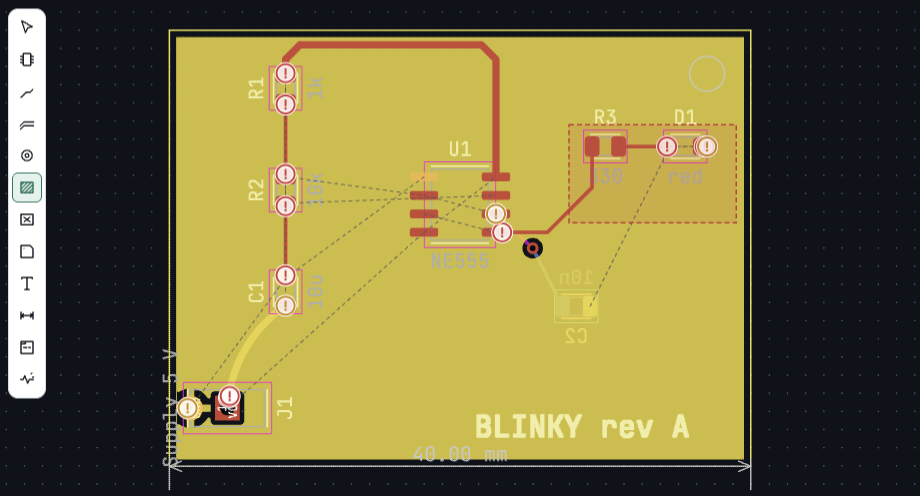 R1
1k
R3
D1
U1
330
red
R2
10k
NE555
C1
10u
10n
C2
Supply 5 V
J1
BLINKY rev A
40.00 mm